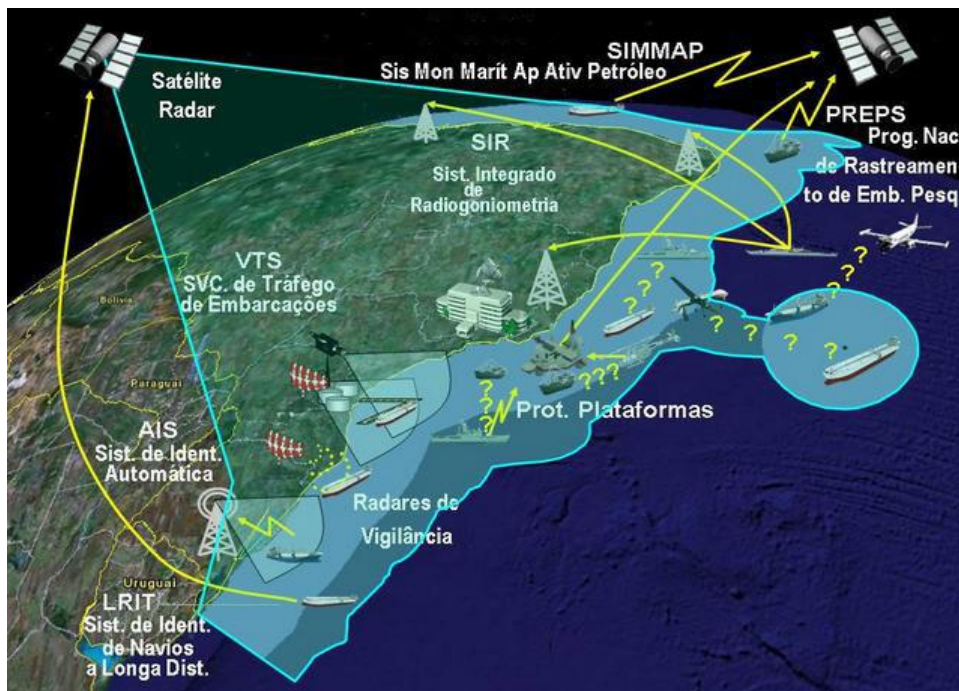 SIMMAP
Sis Mon Marít Ap Ativ Petróleo
Satélite
Radar
PREPS
Prog. Nac
de Rastreamen
to de Emb. Pesq
SIR
Sist. Integrado
de
Radiogoniometria
VTS
SVC. de Tráfego
de Embarcações
Bolívia
? ? ? ?
? ? ?
? ? ?
? ? ? ?
? ? ?
Paraguai
Prot. Plataformas
AIS
Sist. de Ident.
Automática
Radares de
Vigilância
Uruguai
LRIT
Sist. de Ident.
de Navios
a Longa Dist.